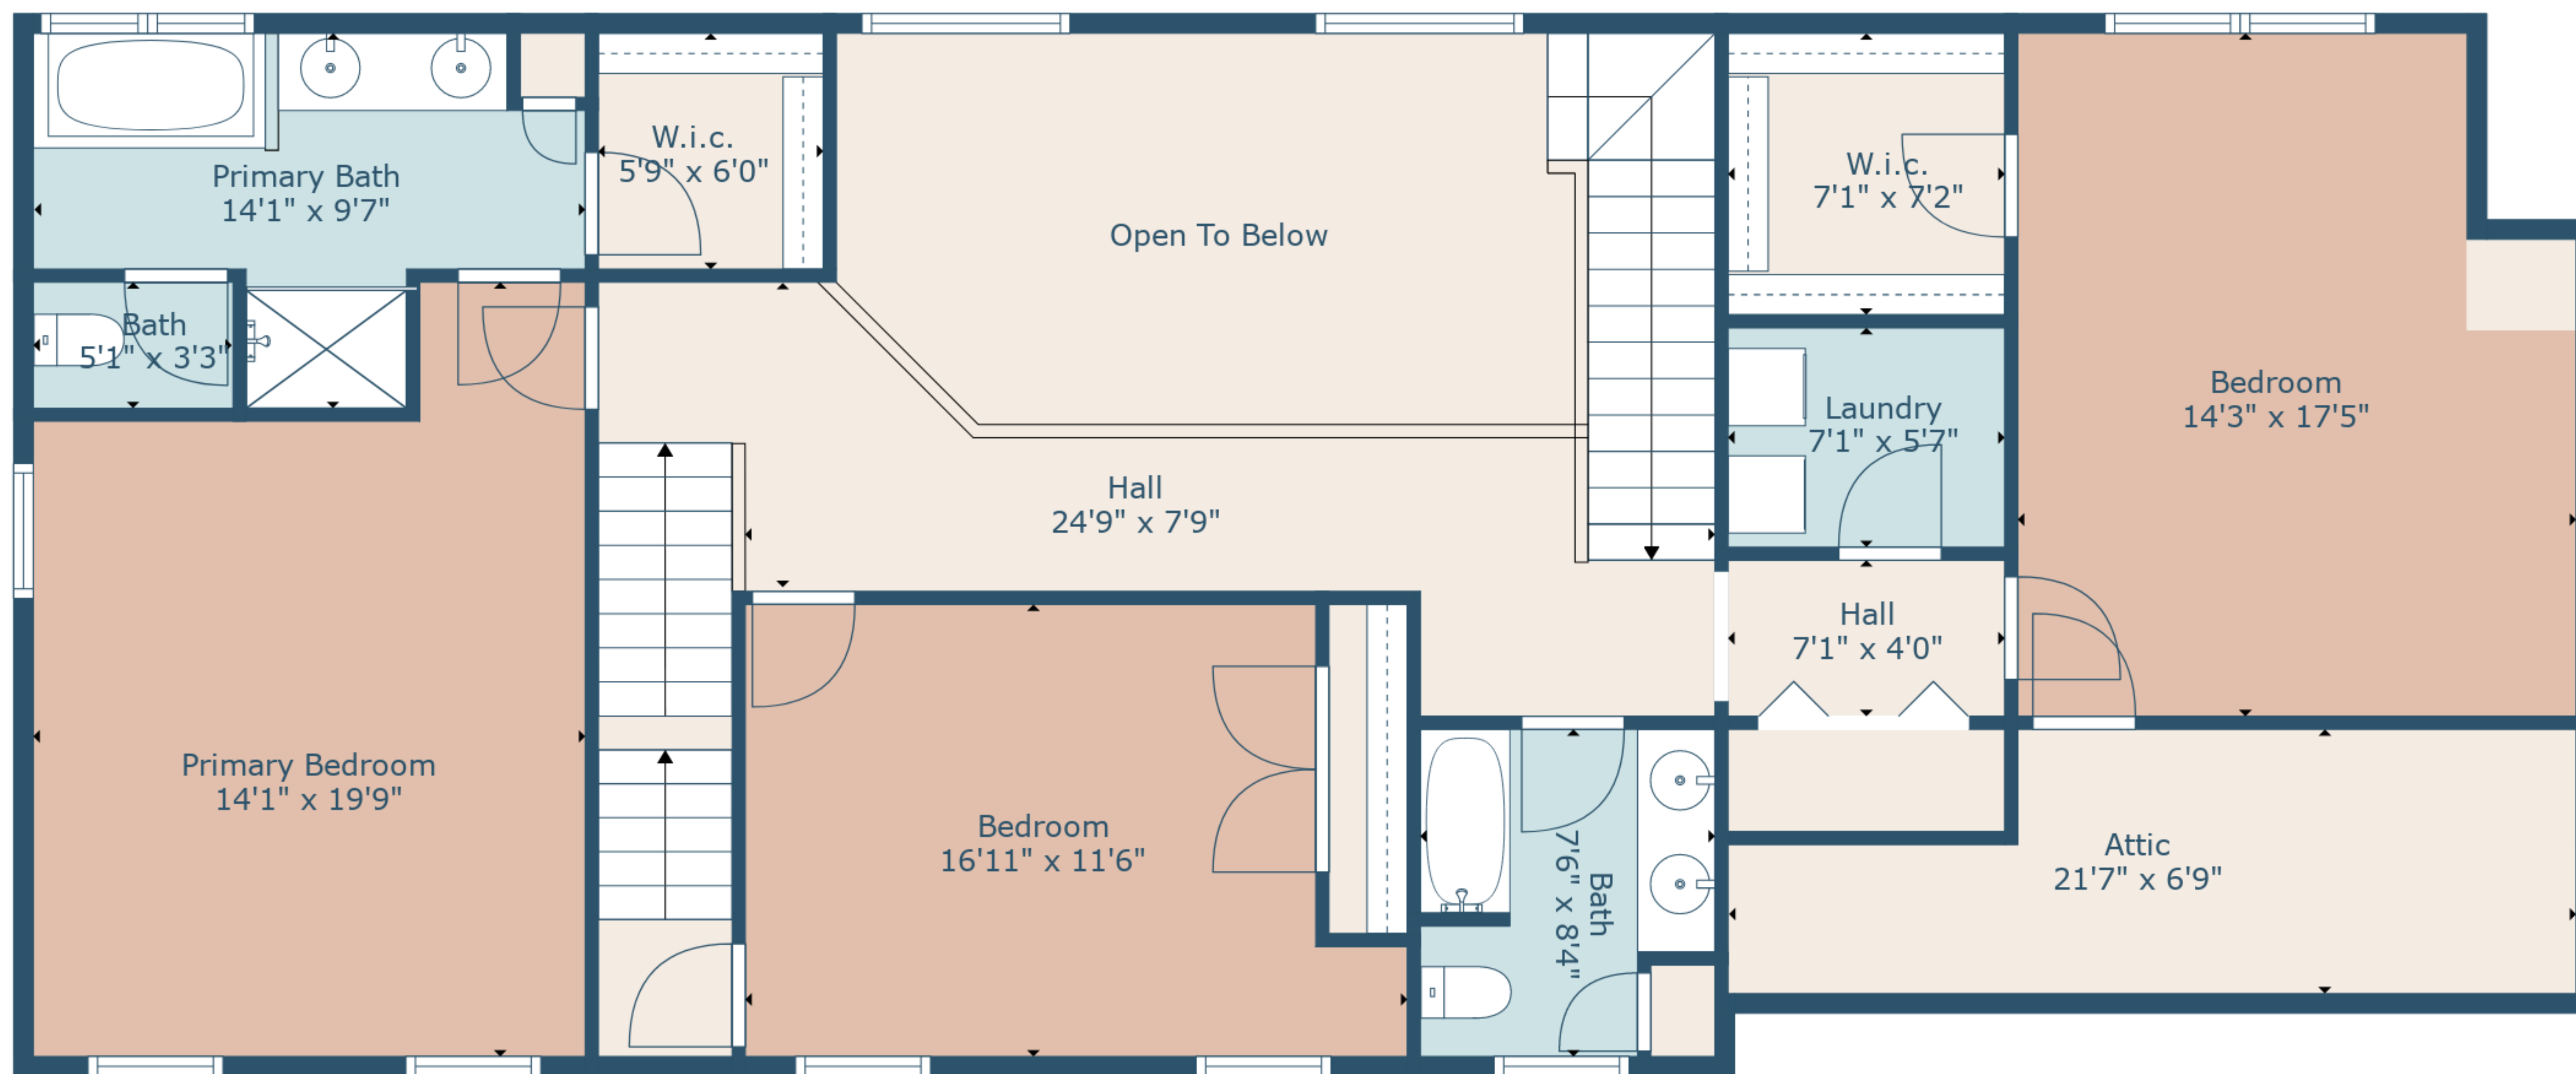 Primary Bath
14'1" x 9'7"
W.i.c.
5'9" x 6'0"
Open To Below
W.i.c.
7'1" x 7'2"
Bath
5'1" x 3'3"
Bedroom
14'3" x 17'5"
Laundry
7'1" x 5'7"
Hall
24'9" x 7'9"
Hall
7'1" x 4'0"
Primary Bedroom
14'1" x 19'9"
Bedroom
16'11" x 11'6"
Bath
7'6" x 8'4"
Attic
21'7" x 6'9"